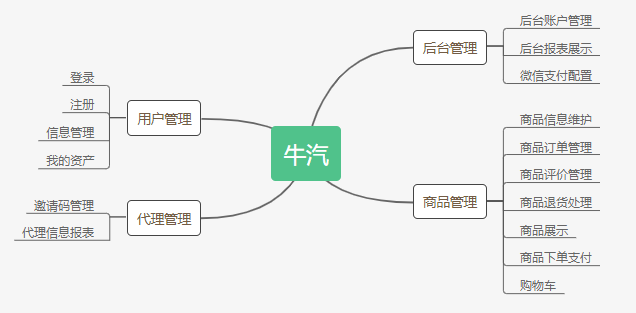 牛汽
用户管理
登录
注册
信息管理
我的资产
代理管理
邀请码管理
代理信息报表
后台管理
后台账户管理
后台报表展示
微信支付配置
商品管理
商品信息维护
商品订单管理
商品评价管理
商品退货处理
商品展示
商品下单支付
购物车